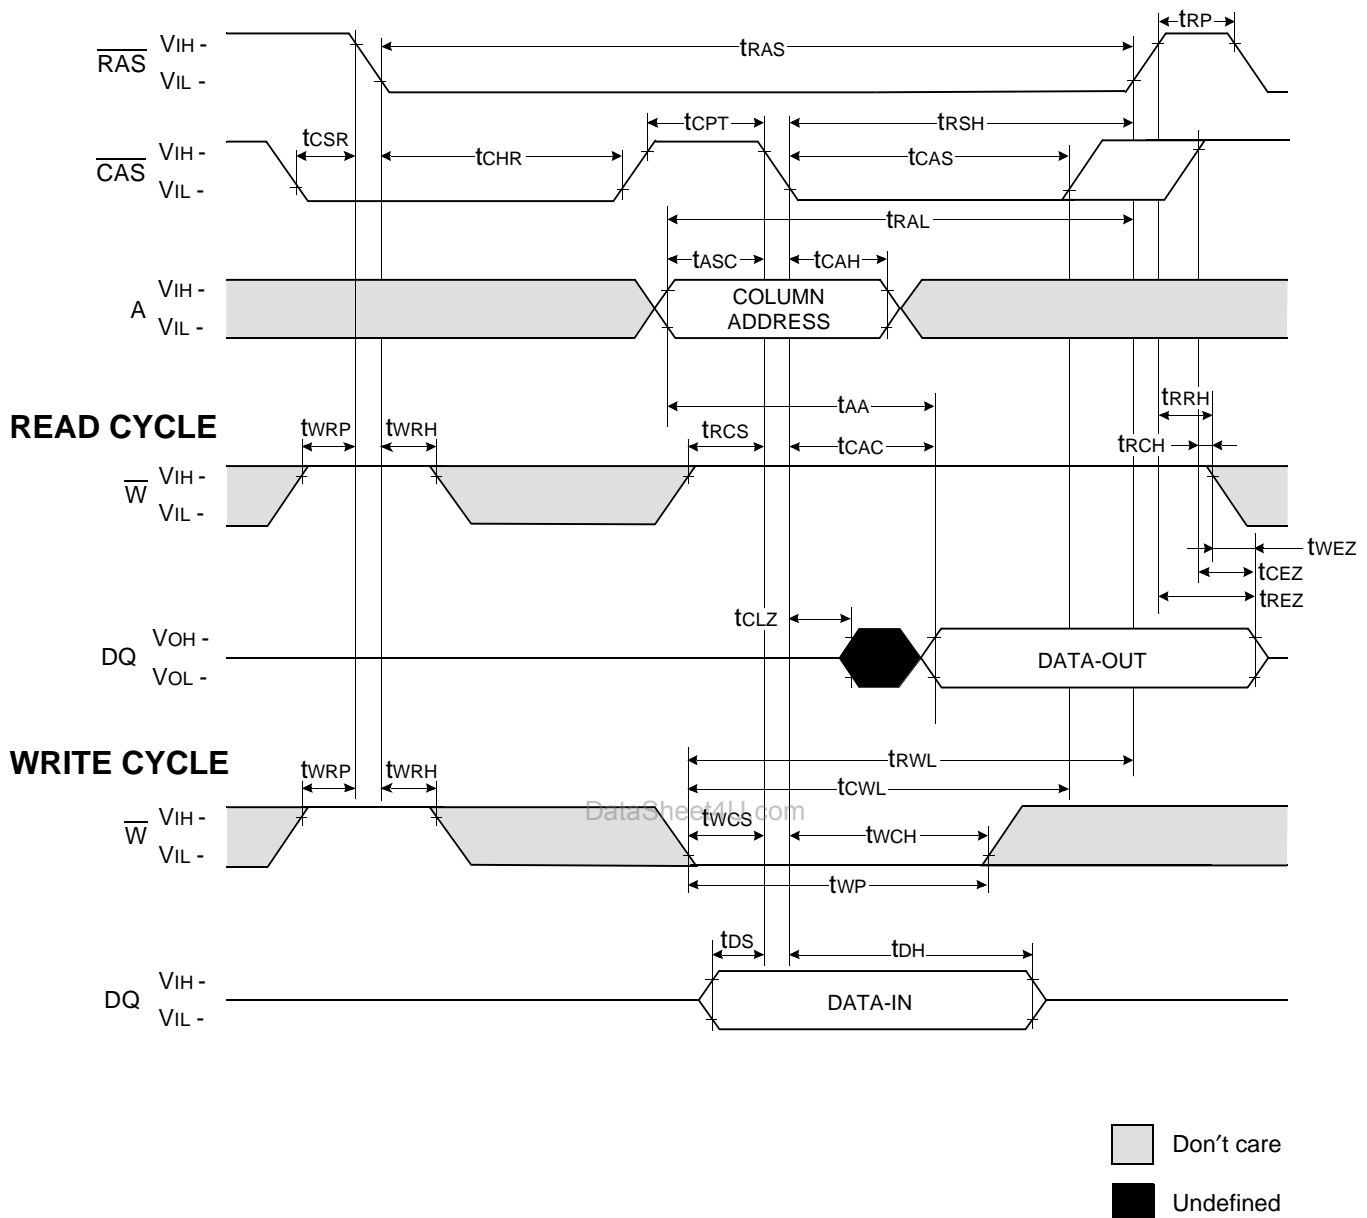 tRP
RAS VIH -
VIL -
tRAS
tCPT tRSH
tCSR
CAS VIH -
VIL -
tCHR tCAS
tRAL
tASC tCAH
A VIH -
VIL -
COLUMN
ADDRESS
tAA tRRH
READ CYCLE
tWRP tWRH tRCS tCAC tRCH
W VIH -
VIL -
tWEZ
tCEZ
tREZ
tCLZ
DQ VOH -
VOL -
DATA-OUT
WRITE CYCLE
tRWL
tWRP tWRH tCWL
DataSheet4U.com
W VIH -
VIL -
tWCS tWCH
tWP
tDS tDH
DQ VIH -
VIL -
DATA-IN
Don′t care
Undefined